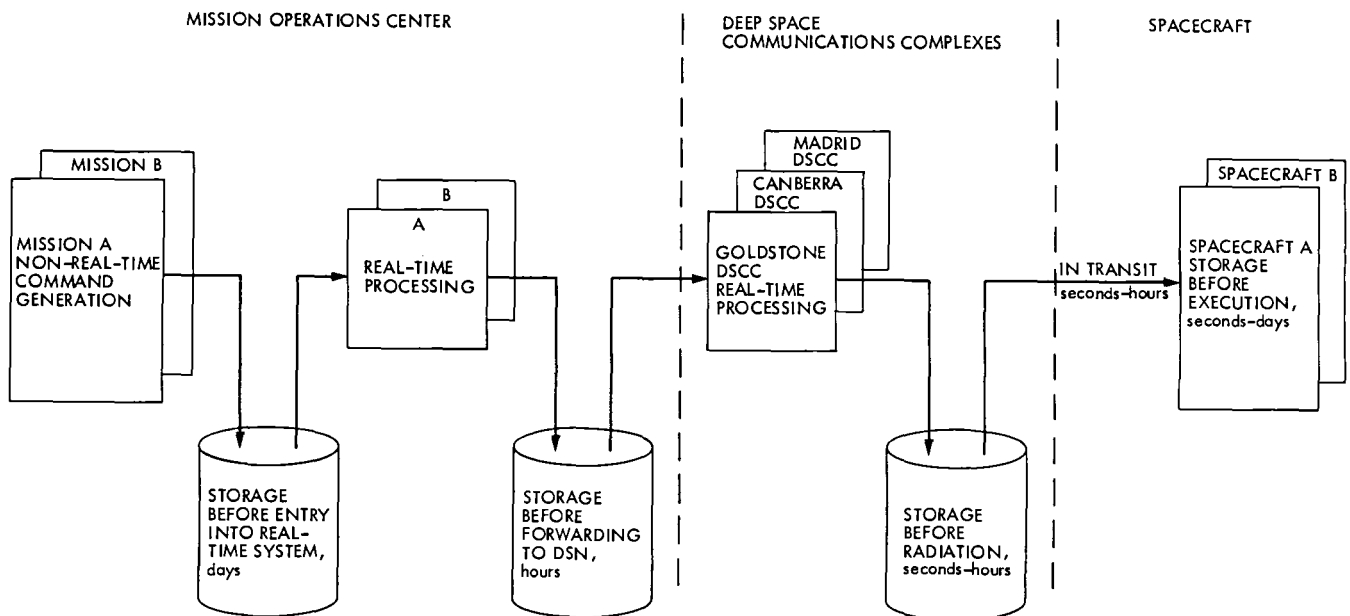 MISSION OPERATIONS CENTER
DEEP SPACE
COMMUNICATIONS COMPLEXES
SPACECRAFT
MISSION B
MISSION A
NON-REAL-TIME
COMMAND
GENERATION
B
A
REAL-TIME
PROCESSING
MADRID
DSCC
CANBERRA
DSCC
GOLDSTONE
DSCC
REAL-TIME
PROCESSING
IN TRANSIT
seconds-hours
SPACECRAFT B
SPACECRAFT A
STORAGE
BEFORE
EXECUTION,
seconds-days
STORAGE
BEFORE ENTRY
INTO REAL-
TIME SYSTEM,
days
STORAGE
BEFORE
FORWARDING
TO DSN,
hours
STORAGE
BEFORE
RADIATION,
seconds-hours